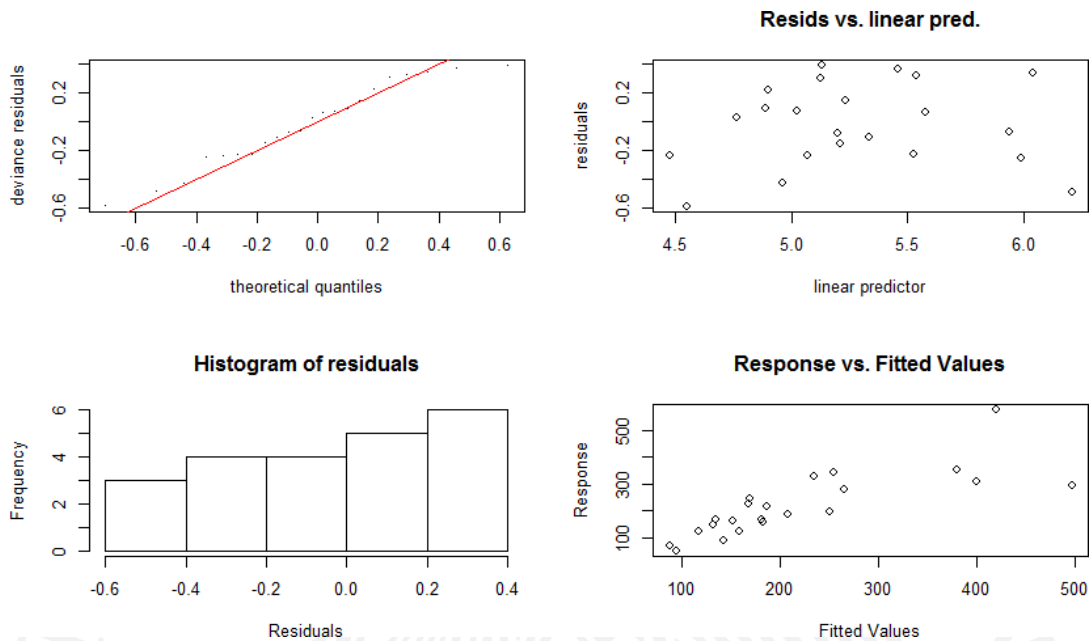 deviance residuals
-0.6 -0.2 0.2
-0.6 -0.4 -0.2 0.0 0.2 0.4 0.6
theoretical quantiles
Resids vs. linear pred.
residuals
-0.6 -0.2 0.2
4.5 5.0 5.5 6.0
linear predictor
Histogram of residuals
Frequency
0 2 4 6
-0.6 -0.4 -0.2 0.0 0.2 0.4
Residuals
Response vs. Fitted Values
Response
100 300 500
100 200 300 400 500
Fitted Values